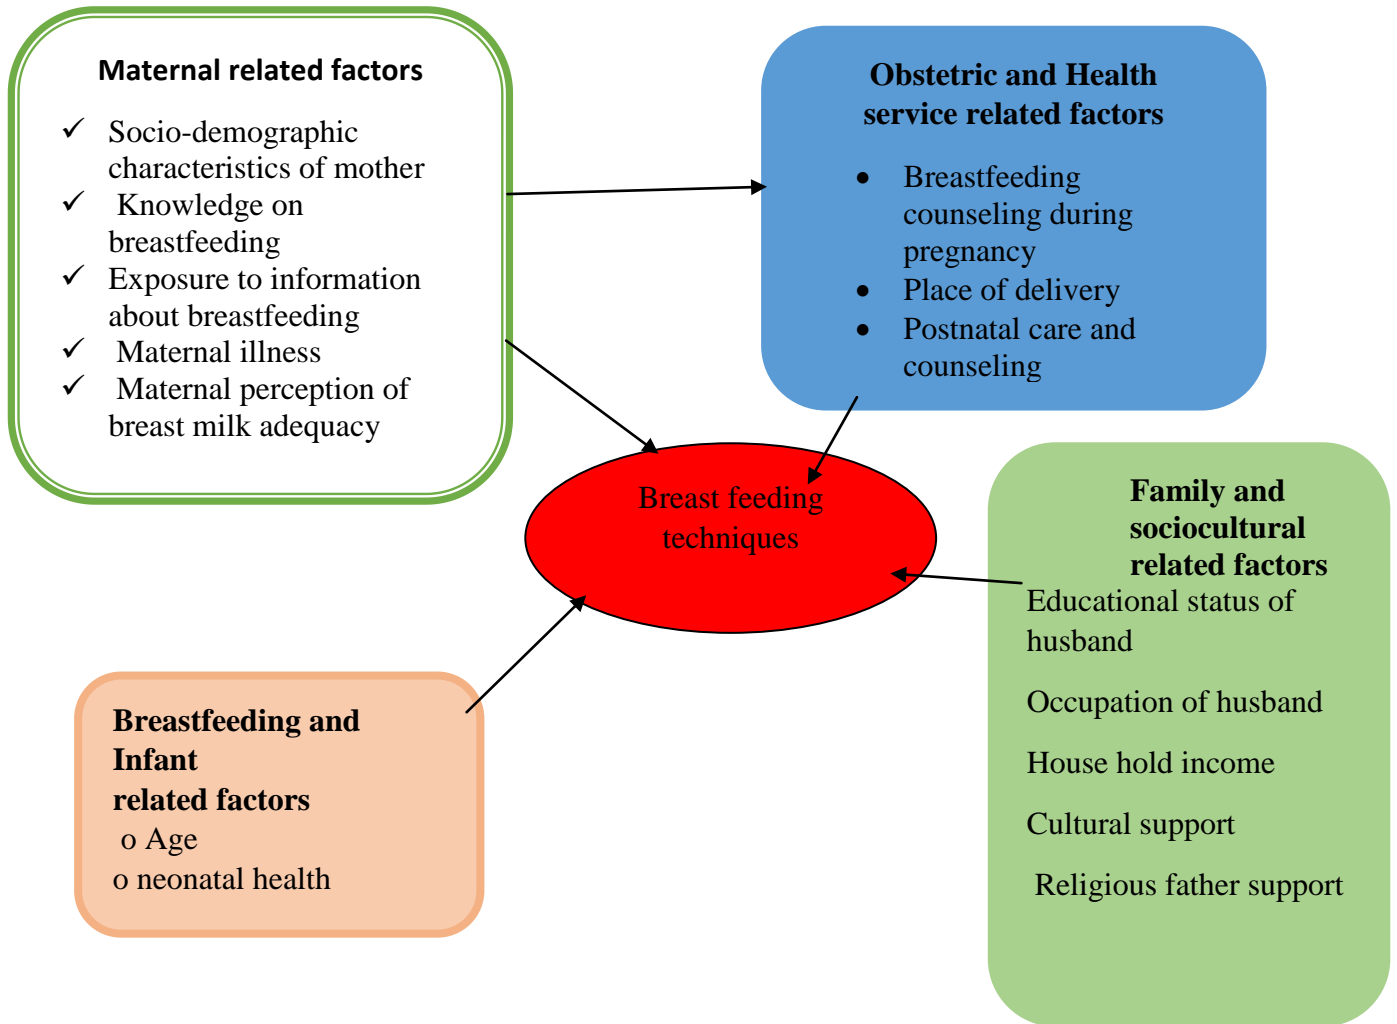 Maternal related factors
✓ Socio-demographic
characteristics of mother
✓ Knowledge on
breastfeeding
✓ Exposure to information
about breastfeeding
✓ Maternal illness
✓ Maternal perception of
breast milk adequacy
Obstetric and Health
service related factors
• Breastfeeding
counseling during
pregnancy
• Place of delivery
• Postnatal care and
counseling
Breast feeding
techniques
Family and
sociocultural
related factors
Educational status of
husband
Occupation of husband
House hold income
Cultural support
Religious father support
Breastfeeding and
Infant
related factors
o Age
o neonatal health